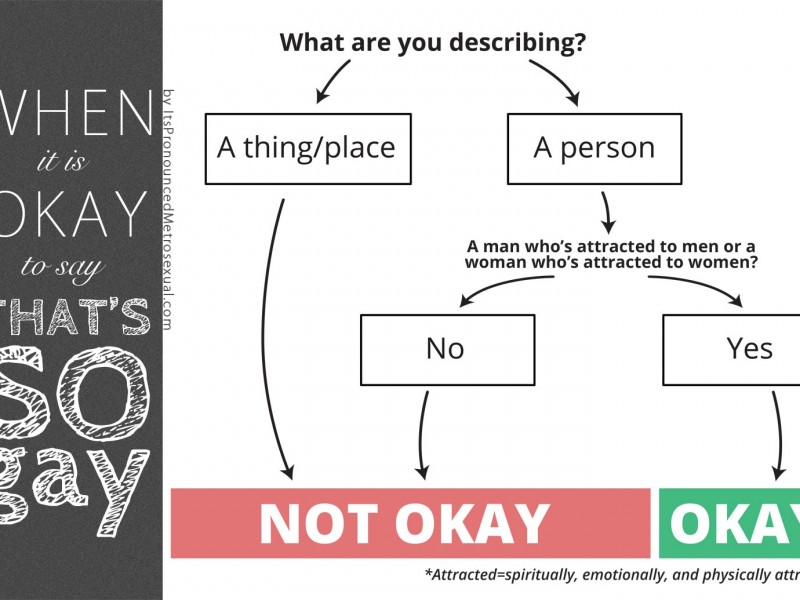 WHEN
it is
OKAY
to say
THAT'S
SO
gay
by ItsPronouncedMetrosexual.com
What are you describing?
A thing/place
A person
A man who's attracted to men or a
woman who's attracted to women?
No
Yes
NOT OKAY
OKAY
*Attracted=spiritually, emotionally, and physically